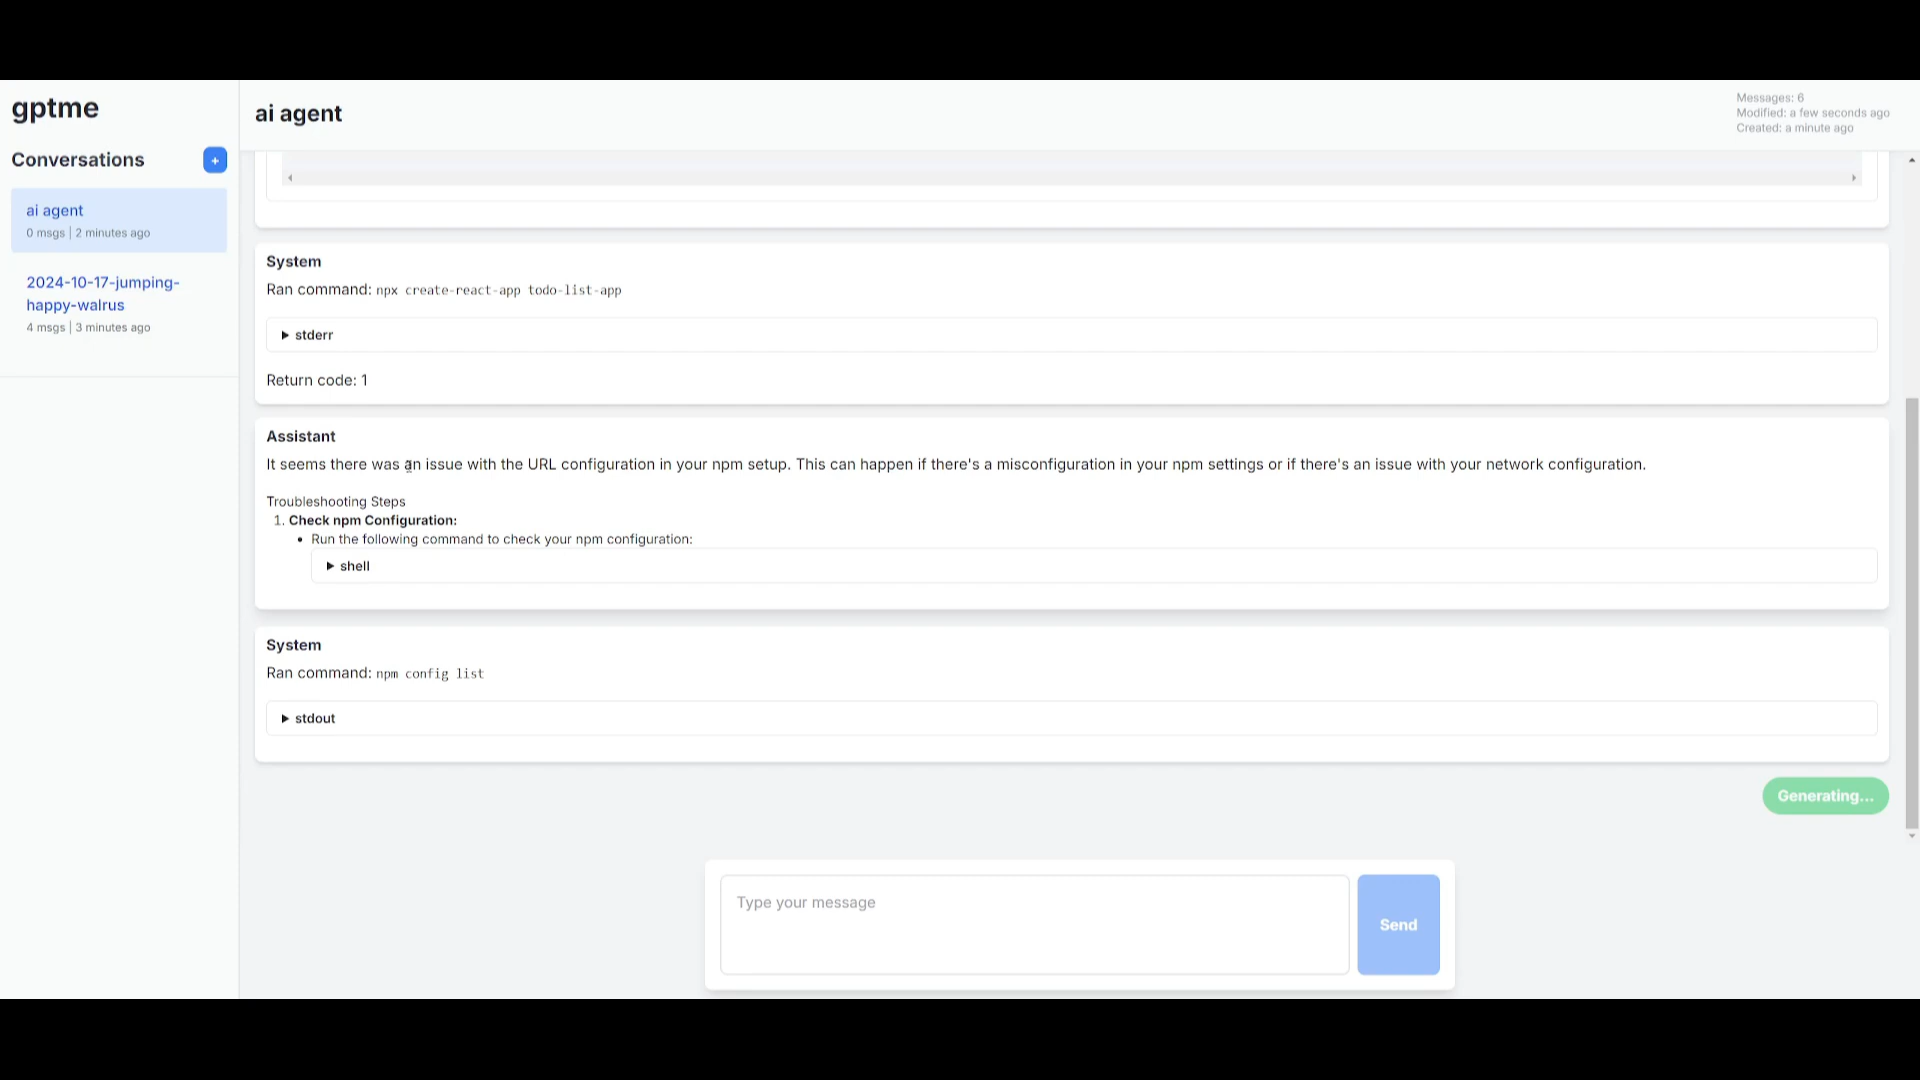 gptme
Conversations
+
ai agent
0 msgs | 2 minutes ago
2024-10-17-jumping-
happy-walrus
4 msgs | 3 minutes ago
ai agent
Messages: 6
Modified: a few seconds ago
Created: a minute ago
System
Ran command: npx create-react-app todo-list-app
stderr
Return code: 1
Assistant
It seems there was an issue with the URL configuration in your npm setup. This can happen if there's a misconfiguration in your npm settings or if there's an issue with your network configuration.
Troubleshooting Steps
1. Check npm Configuration:
• Run the following command to check your npm configuration:
shell
System
Ran command: npm config list
stdout
Generating...
Type your message
Send